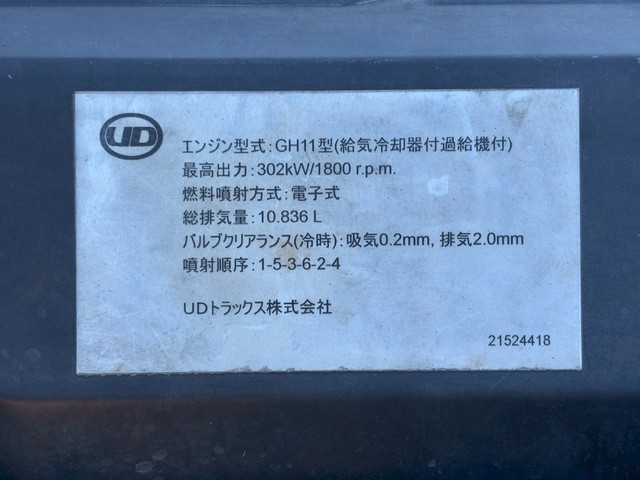 UD
エンジン型式:GH11型(給気冷却器付過給機付)
最高出力:302kW/1800 r.p.m.
燃料噴射方式:電子式
総排気量:10.836 L
バルブクリアランス(冷時):吸気0.2mm, 排気2.0mm
噴射順序:1-5-3-6-2-4
UDトラックス株式会社
21524418